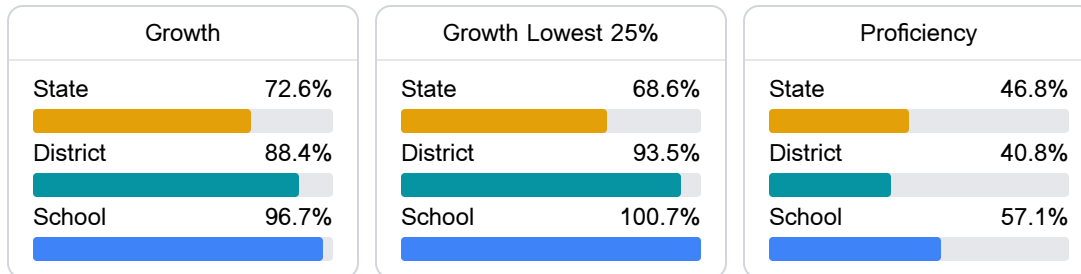 Growth
State 72.6%
District 88.4%
School 96.7%
Growth Lowest 25%
State 68.6%
District 93.5%
School 100.7%
Proficiency
State 46.8%
District 40.8%
School 57.1%